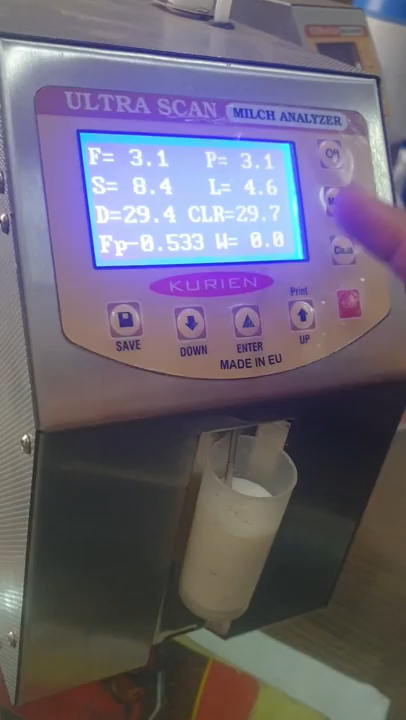 ULTRA SCAN MILCH ANALYZER
F= 3.1 P= 3.1
S= 8.4 L= 4.6
D=29.4 CLR=29.7
Fp-0.533 W= 0.0
KURIEN
Print
SAVE DOWN ENTER UP
MADE IN EU